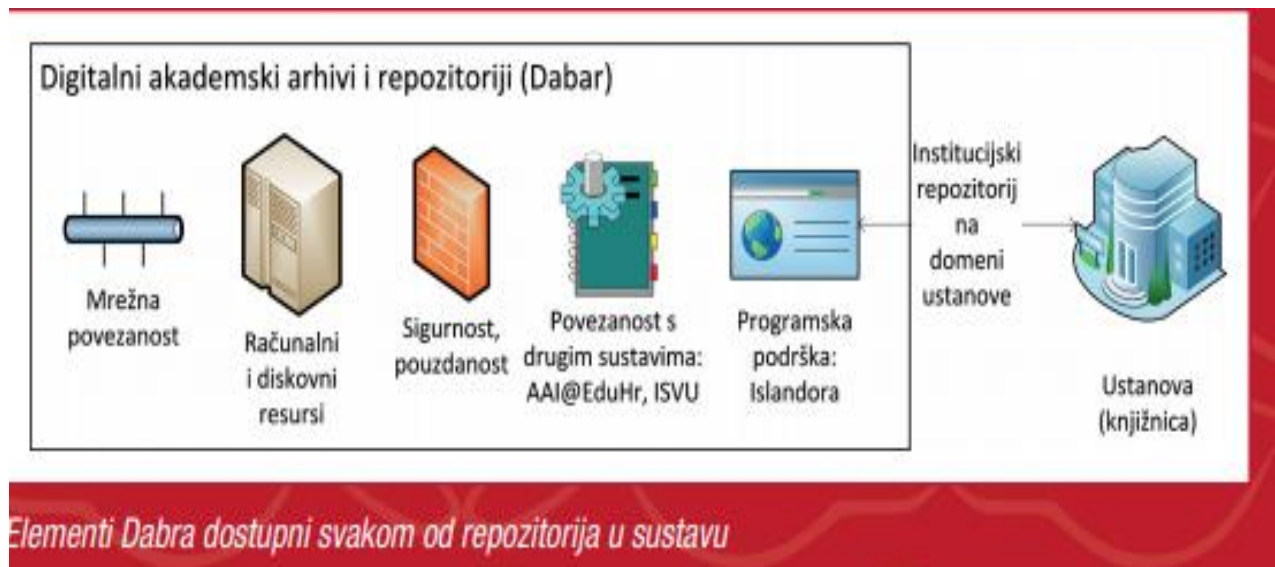 Digitalni akademski arhivi i repozitoriji (Dabar)
Mrežna
povezanost
Računalni
i diskovni
resursi
Sigurnost,
pouzdanost
Povezanost s
drugim sustavima:
AAI@EduHr, ISVU
Programska
podrška:
Islandora
Institucijski
repozitorij
na
domeni
ustanove
Ustanova
(knjižnica)
Elementi Dabra dostupni svakom od repozitorija u sustavu